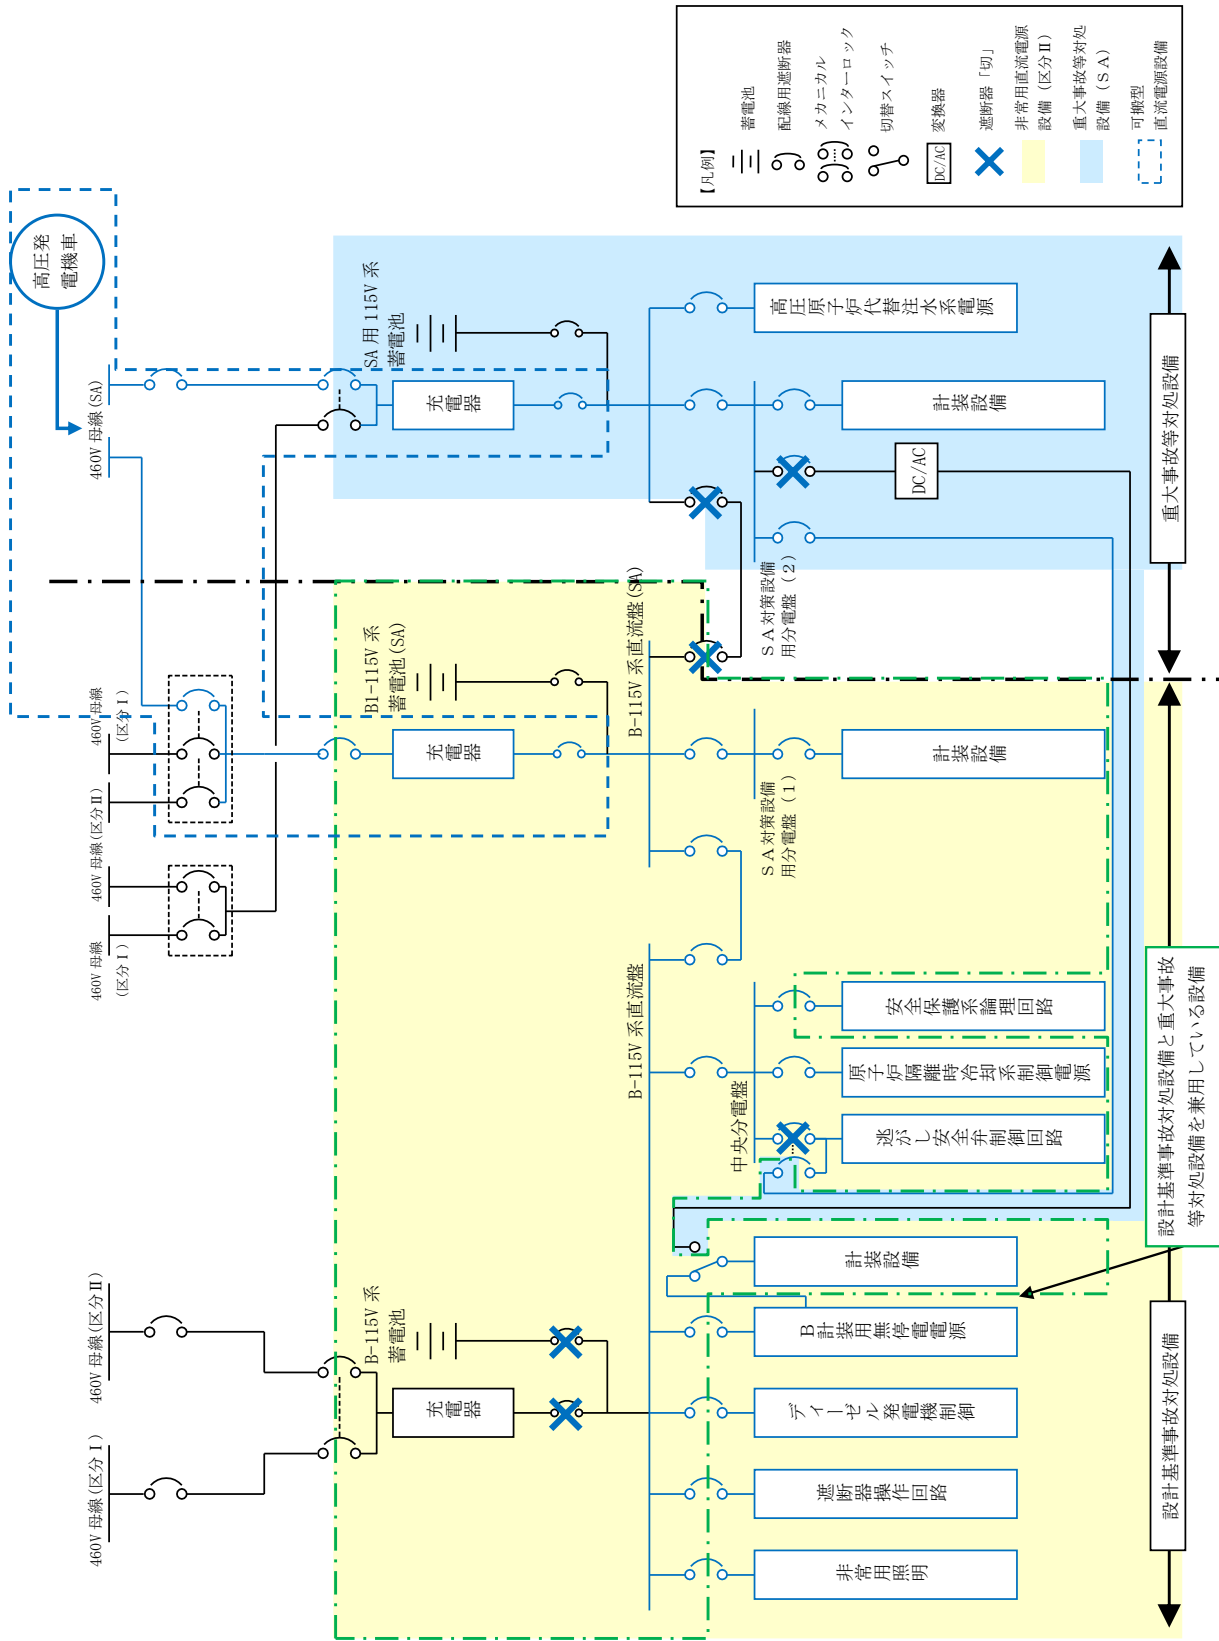 【凡例】
蓄電池
配線用遮断器
メカニカル
インターロック
切替スイッチ
DC/AC
変換器
遮断器「切」
非常用直流電源
設備(区分Ⅱ)
重大事故等対処
設備(SA)
可搬型
直流電源設備
高圧発
電機車
460V 母線(SA)
SA 用 115V 系
蓄電池
充電器
高圧原子炉代替注水系電源
計装設備
DC/AC
SA対策設備
用分電盤(2)
重大事故等対処設備
460V 母線
(区分Ⅰ)
460V 母線(区分Ⅱ)
460V 母線
(区分Ⅰ)
B1-115V 系
蓄電池(SA)
充電器
B-115V 系直流盤(SA)
SA対策設備
用分電盤(1)
計装設備
B-115V 系直流盤
中央分電盤
安全保護系論理回路
原子炉隔離時冷却系制御電源
逃がし安全弁制御回路
設計基準事故対処設備と重大事故
等対処設備を兼用している設備
460V 母線(区分Ⅱ)
460V 母線(区分Ⅰ)
B-115V 系
蓄電池
充電器
計装設備
B計装用無停電電源
ディーゼル発電機制御
遮断器操作回路
非常用照明
設計基準事故対処設備